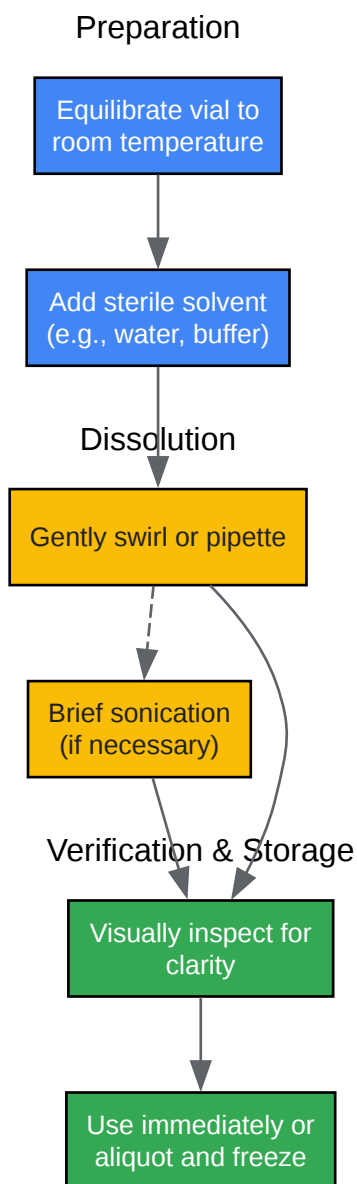 Preparation
Equilibrate vial to
room temperature
Add sterile solvent
(e.g., water, buffer)
Dissolution
Gently swirl or pipette
Brief sonication
(if necessary)
Verification & Storage
Visually inspect for
clarity
Use immediately or
aliquot and freeze